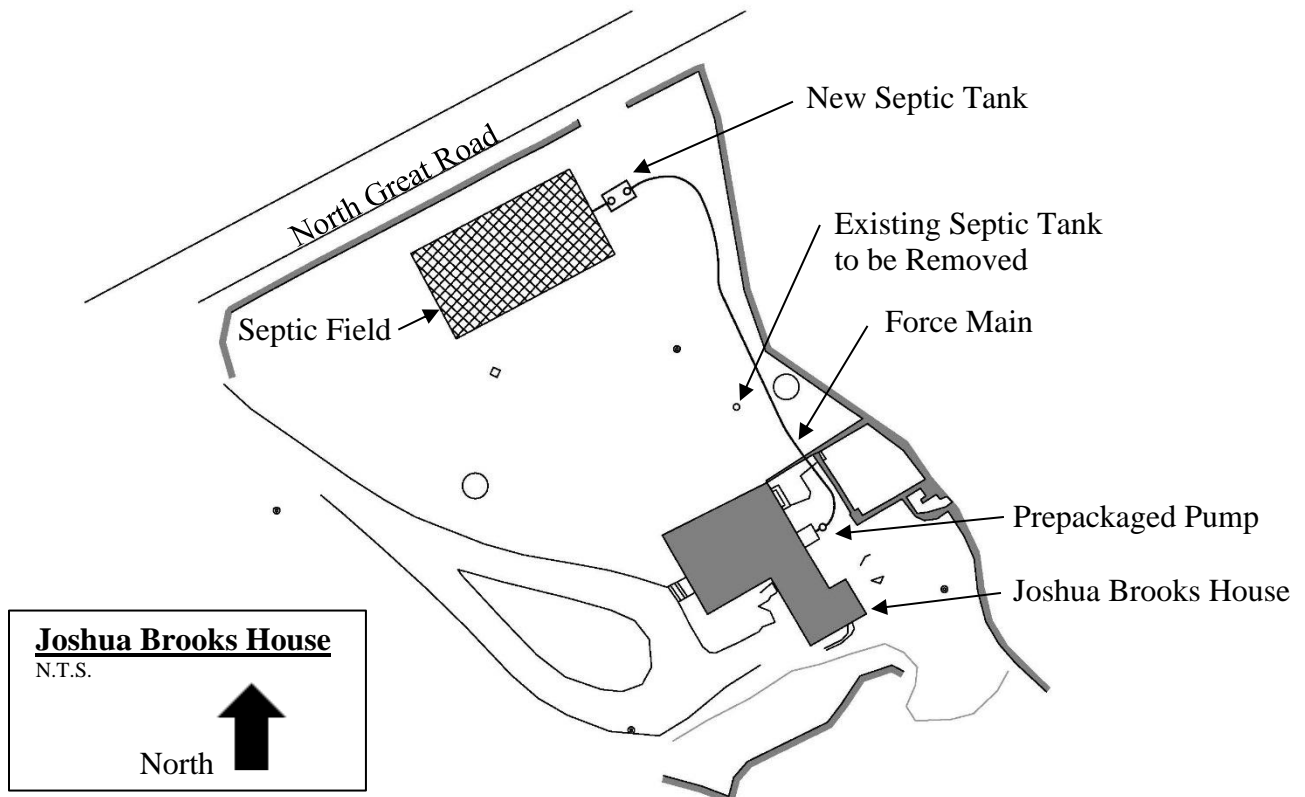 New Septic Tank
North Great Road
Existing Septic Tank
to be Removed
Septic Field
Force Main
Prepackaged Pump
Joshua Brooks House
Joshua Brooks House
N.T.S.
North